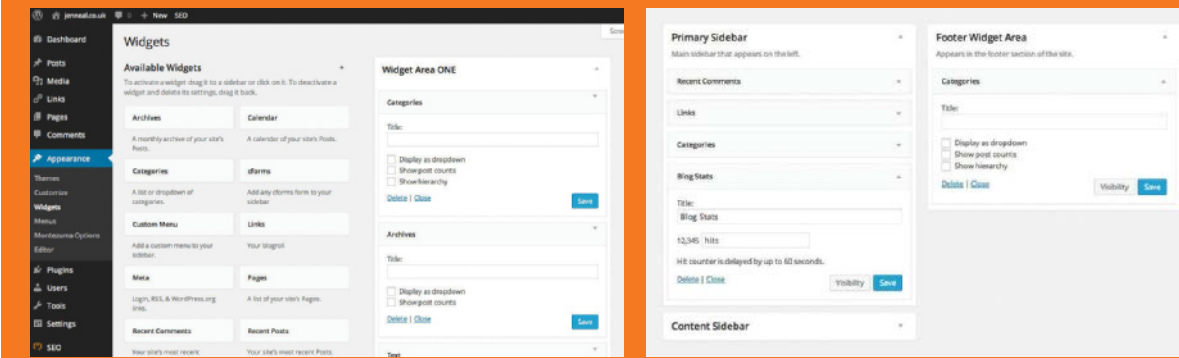 jenneal.co.uk 0 + New SEO
Dashboard
Posts
Media
Links
Pages
Comments
Appearance
Themes
Customize
Widgets
Menus
Montezuma Options
Editor
Plugins
Users
Tools
Settings
SEO
Widgets
Available Widgets
To activate a widget drag it to a sidebar or click on it. To deactivate a
widget and delete its settings, drag it back.
Archives
A monthly archive of your site's
Posts.
Calendar
A calendar of your site's Posts.
Categories
A list or dropdown of
categories.
cforms
Add any cforms form to your
sidebar
Custom Menu
Add a custom menu to your
sidebar.
Links
Your blogroll
Meta
Login, RSS, & WordPress.org
links.
Pages
A list of your site's Pages.
Recent Comments
Your site's most recent
Recent Posts
Your site's most recent Posts.
Widget Area ONE
Categories
Title:
Display as dropdown
Show post counts
Show hierarchy
Delete | Close
Save
Archives
Title:
Display as dropdown
Show post counts
Delete | Close
Save
Text
Primary Sidebar
Main sidebar that appears on the left.
Recent Comments
Links
Categories
Blog Stats
Title:
Blog Stats
12,345 hits
Hit counter is delayed by up to 60 seconds.
Delete | Close
Visibility Save
Content Sidebar
Footer Widget Area
Appears in the footer section of the site.
Categories
Title:
Display as dropdown
Show post counts
Show hierarchy
Delete | Close
Visibility Save